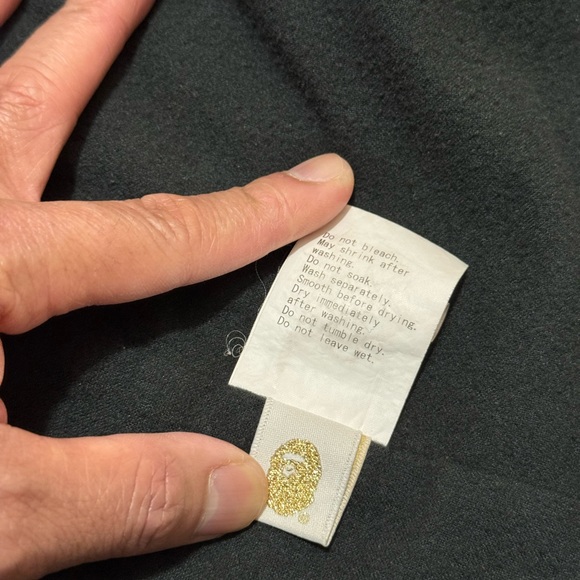 Do not bleach.
May shrink after
washing.
Do not soak.
Wash separately.
Smooth before drying.
Dry immediately
after washing.
Do not tumble dry.
Do not leave wet.
®